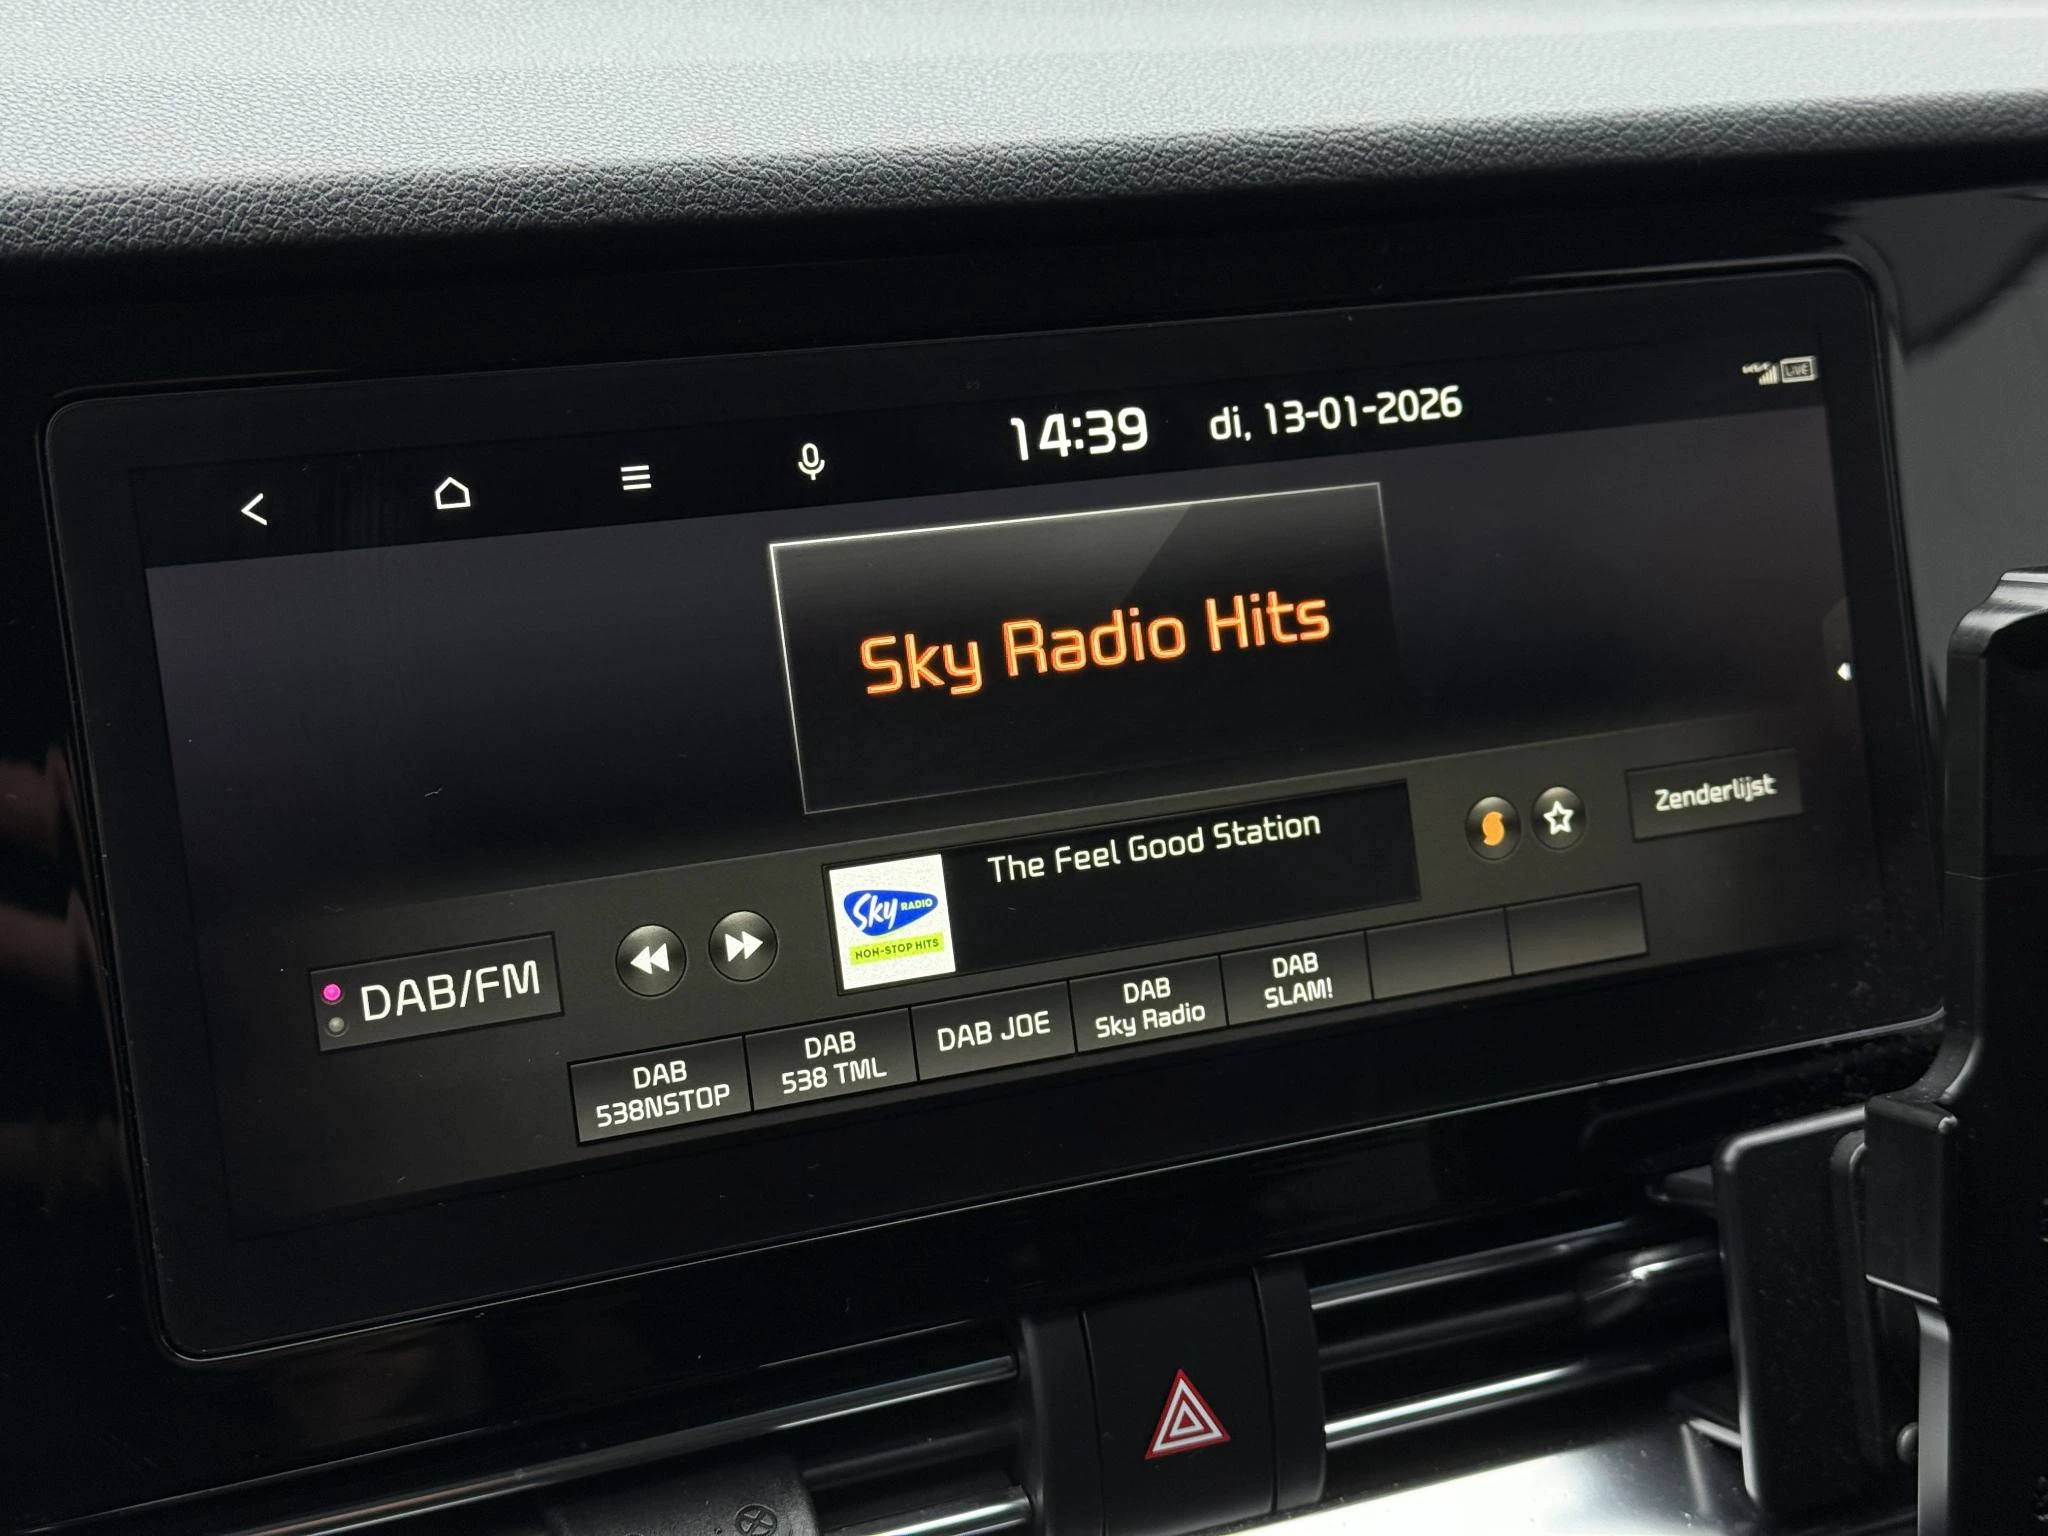 14:39 di, 13-01-2026
LIVE
Sky Radio Hits
The Feel Good Station
Zenderlijst
Sky RADIO
NON-STOP HITS
DAB/FM
DAB
538NSTOP
DAB
538 TML
DAB JOE
DAB
Sky Radio
DAB
SLAM!